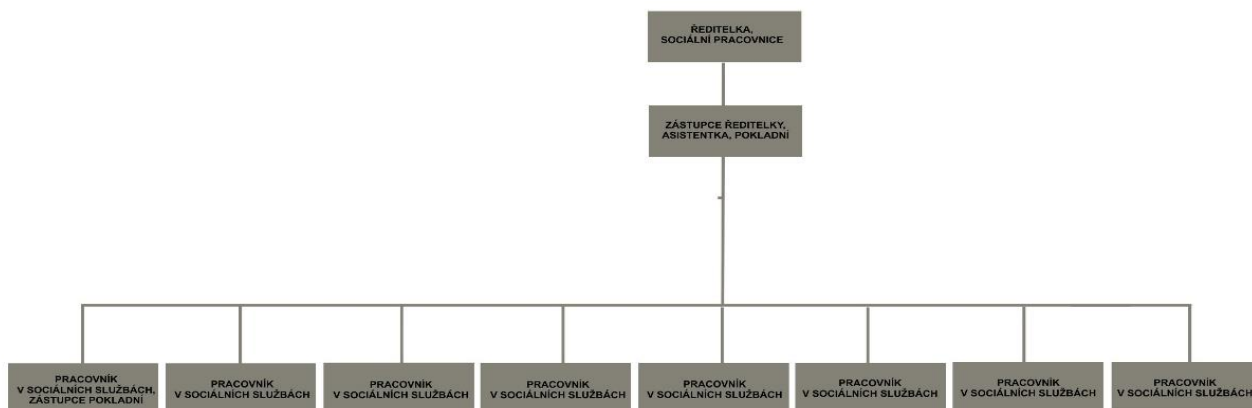 ŘEDITELKA,
SOCIÁLNÍ PRACOVNICE
ZÁSTUPCE ŘEDITELKY,
ASISTENTKA, POKLADNÍ
PRACOVNÍK
V SOCIÁLNÍCH SLUŽBÁCH,
ZÁSTUPCE POKLADNÍ
PRACOVNÍK
V SOCIÁLNÍCH SLUŽBÁCH
PRACOVNÍK
V SOCIÁLNÍCH SLUŽBÁCH
PRACOVNÍK
V SOCIÁLNÍCH SLUŽBÁCH
PRACOVNÍK
V SOCIÁLNÍCH SLUŽBÁCH
PRACOVNÍK
V SOCIÁLNÍCH SLUŽBÁCH
PRACOVNÍK
V SOCIÁLNÍCH SLUŽBÁCH
PRACOVNÍK
V SOCIÁLNÍCH SLUŽBÁCH